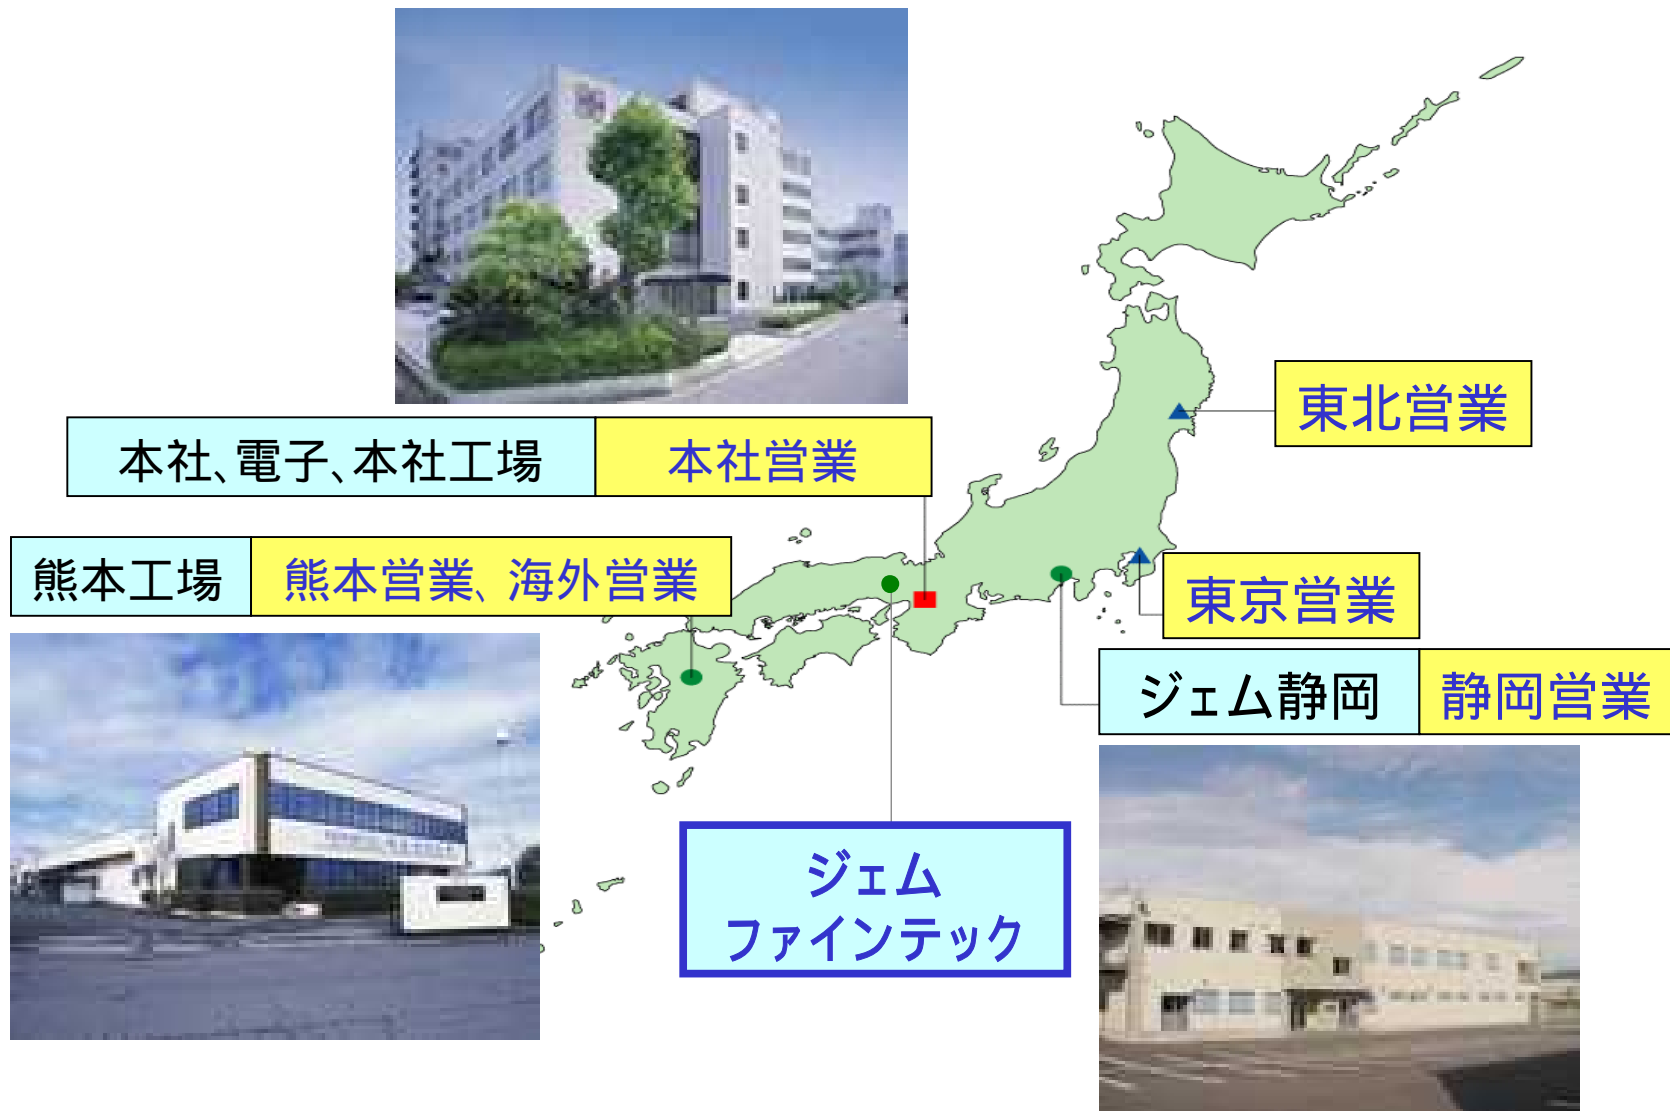 東北営業
本社、電子、本社工場 本社営業
熊本工場 熊本営業、海外営業
東京営業
ジェム静岡 静岡営業
ジェム
ファインテック